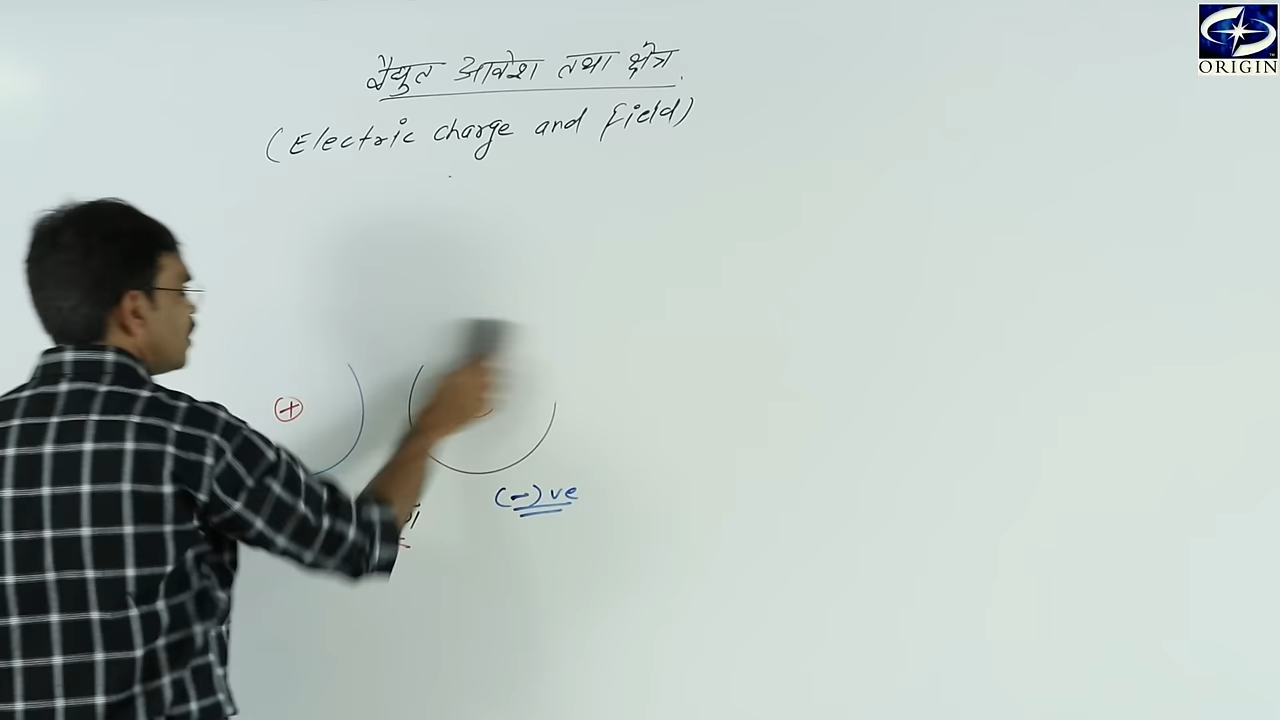 वैद्युत आवेश तथा क्षेत्र
(Electric charge and field)
+
(-)ve
ORIGIN